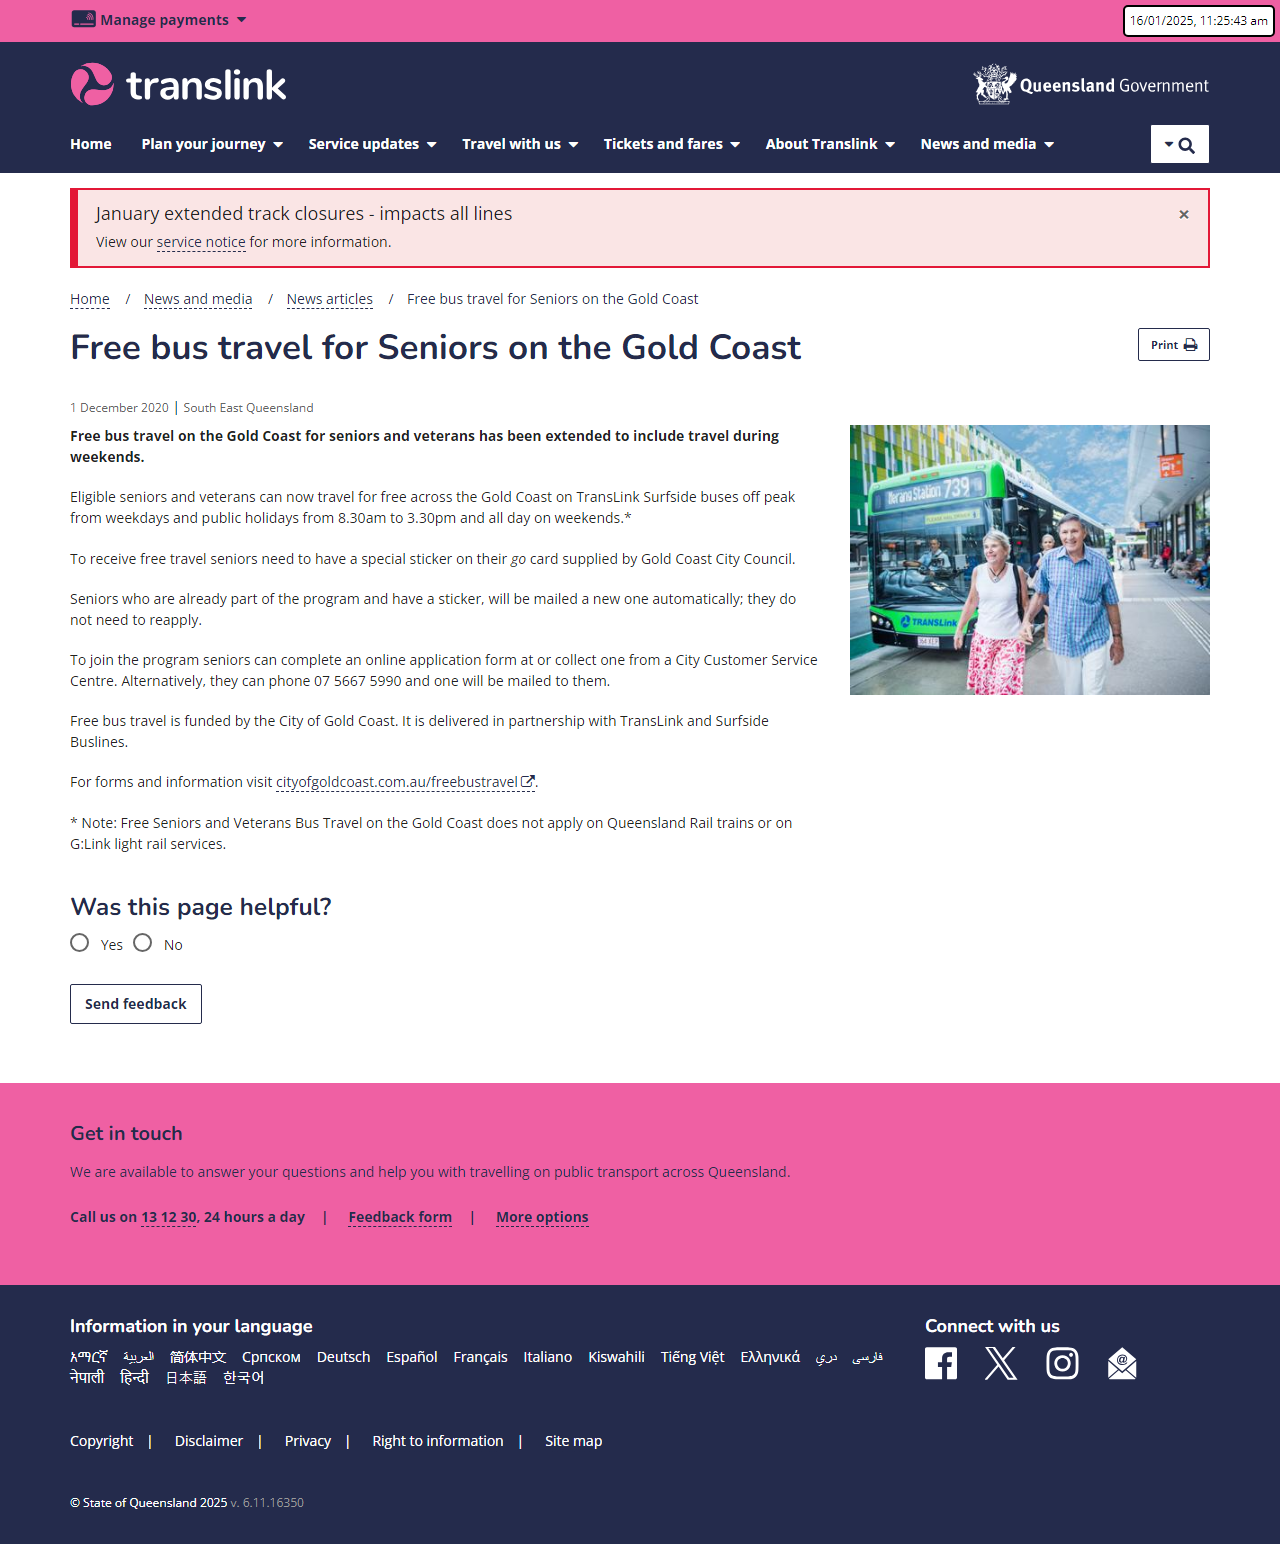 Manage payments
16/01/2025, 11:25:43 am
translink
Queensland Government
Home Plan your journey Service updates Travel with us Tickets and fares About Translink News and media
January extended track closures - impacts all lines
×
View our service notice for more information.
Home / News and media / News articles / Free bus travel for Seniors on the Gold Coast
Free bus travel for Seniors on the Gold Coast
Print
1 December 2020 | South East Queensland
Free bus travel on the Gold Coast for seniors and veterans has been extended to include travel during
weekends.
Eligible seniors and veterans can now travel for free across the Gold Coast on TransLink Surfside buses off peak
from weekdays and public holidays from 8.30am to 3.30pm and all day on weekends.*
To receive free travel seniors need to have a special sticker on their go card supplied by Gold Coast City Council.
Seniors who are already part of the program and have a sticker, will be mailed a new one automatically; they do
not need to reapply.
To join the program seniors can complete an online application form at or collect one from a City Customer Service
Centre. Alternatively, they can phone 07 5667 5990 and one will be mailed to them.
Free bus travel is funded by the City of Gold Coast. It is delivered in partnership with TransLink and Surfside
Buslines.
For forms and information visit cityofgoldcoast.com.au/freebustravel.
* Note: Free Seniors and Veterans Bus Travel on the Gold Coast does not apply on Queensland Rail trains or on
G:Link light rail services.
Nerang Station 739
TRANSLink
Was this page helpful?
Yes No
Send feedback
Get in touch
We are available to answer your questions and help you with travelling on public transport across Queensland.
Call us on 13 12 30, 24 hours a day | Feedback form | More options
Information in your language
አማርኛ العربية 简体中文 Српском Deutsch Español Français Italiano Kiswahili Tiếng Việt Ελληνικά دري فارسی
नेपाली हिन्दी 日本語 한국어
Connect with us
Copyright | Disclaimer | Privacy | Right to information | Site map
© State of Queensland 2025 v. 6.11.16350